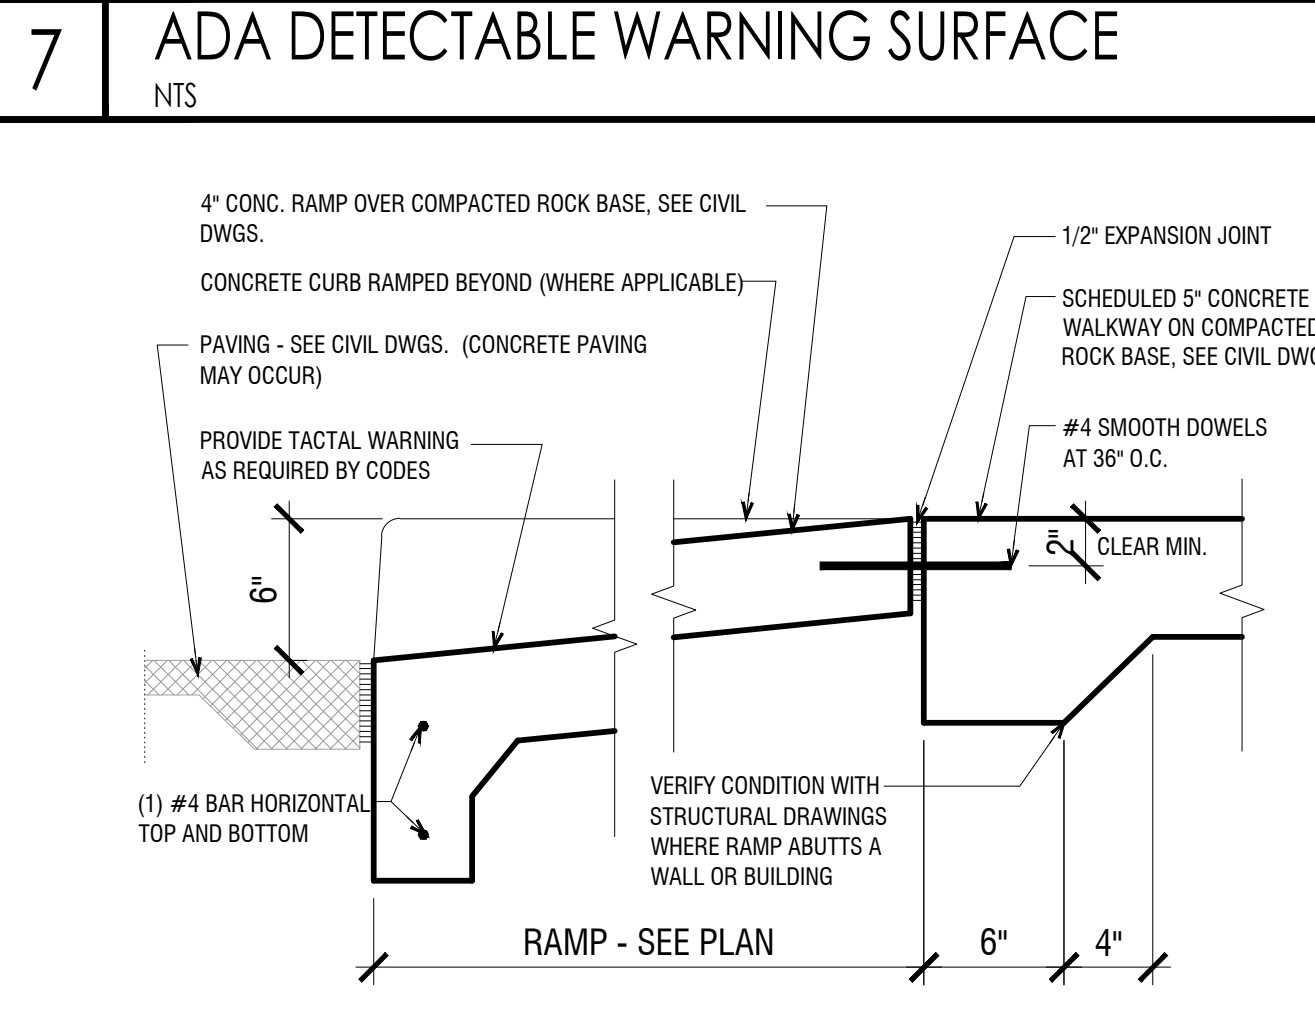 7
ADA DETECTABLE WARNING SURFACE
NTS
4" CONC. RAMP OVER COMPACTED ROCK BASE, SEE CIVIL
DWGS.
CONCRETE CURB RAMPED BEYOND (WHERE APPLICABLE)
PAVING - SEE CIVIL DWGS. (CONCRETE PAVING
MAY OCCUR)
PROVIDE TACTAL WARNING
AS REQUIRED BY CODES
1/2" EXPANSION JOINT
SCHEDULED 5" CONCRETE
WALKWAY ON COMPACTED
ROCK BASE, SEE CIVIL
#4 SMOOTH DOWELS
AT 36" O.C.
6"
2"
CLEAR MIN.
(1) #4 BAR HORIZONTAL
TOP AND BOTTOM
VERIFY CONDITION WITH
STRUCTURAL DRAWINGS
WHERE RAMP ABUTTS A
WALL OR BUILDING
RAMP - SEE PLAN
6"
4"